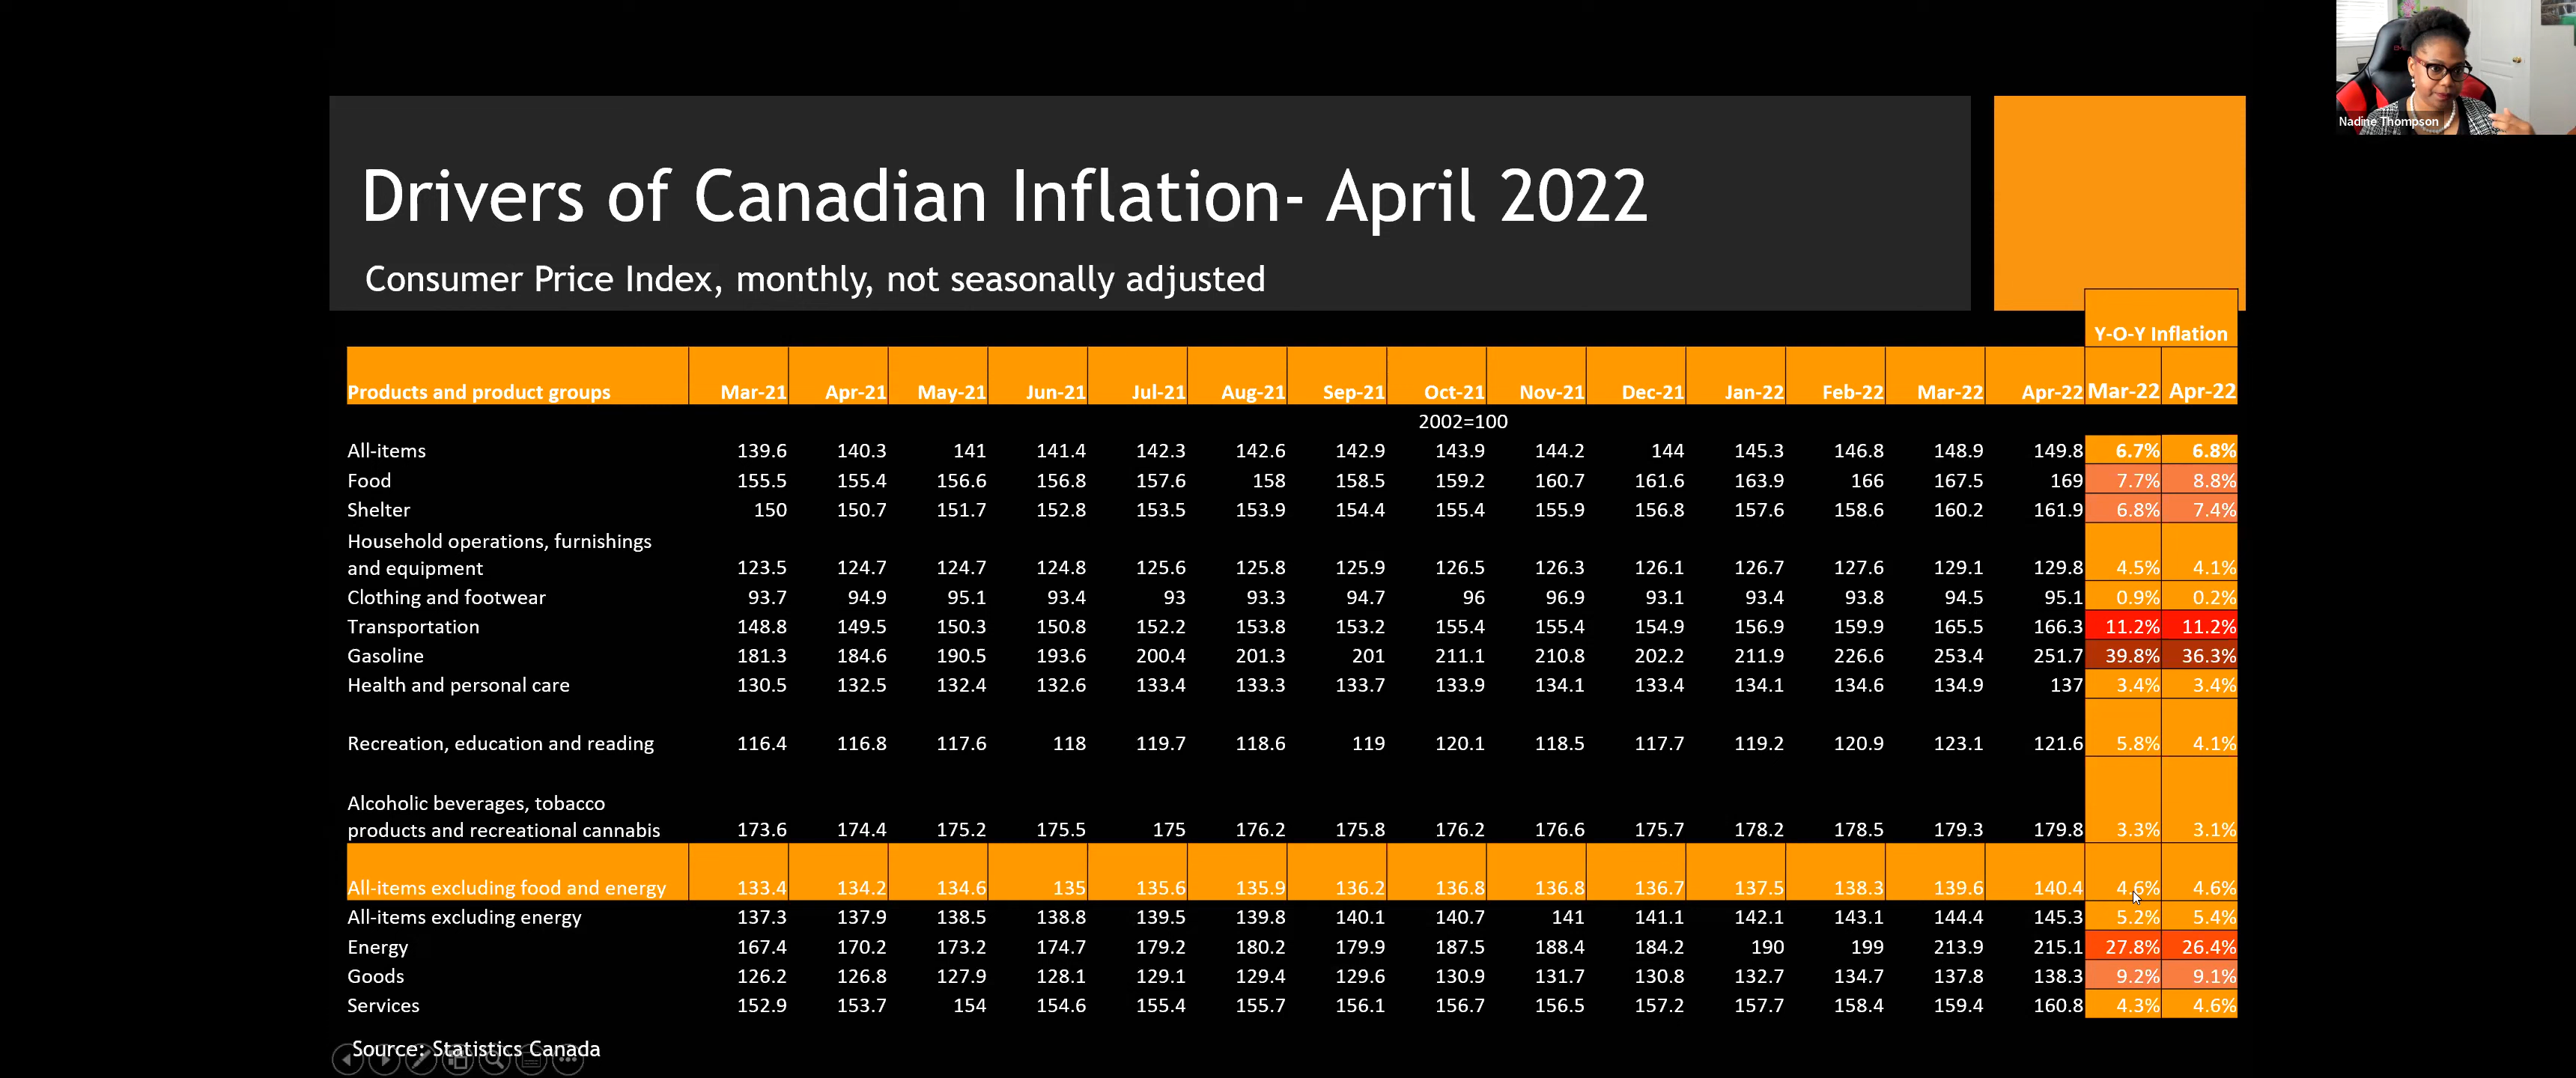 Nadine Thompson
Drivers of Canadian Inflation- April 2022
Consumer Price Index, monthly, not seasonally adjusted
Y-O-Y Inflation
Products and product groups Mar-21 Apr-21 May-21 Jun-21 Jul-21 Aug-21 Sep-21 Oct-21 Nov-21 Dec-21 Jan-22 Feb-22 Mar-22 Apr-22 Mar-22 Apr-22
2002=100
All-items 139.6 140.3 141 141.4 142.3 142.6 142.9 143.9 144.2 144 145.3 146.8 148.9 149.8 6.7% 6.8%
Food 155.5 155.4 156.6 156.8 157.6 158 158.5 159.2 160.7 161.6 163.9 166 167.5 169 7.7% 8.8%
Shelter 150 150.7 151.7 152.8 153.5 153.9 154.4 155.4 155.9 156.8 157.6 158.6 160.2 161.9 6.8% 7.4%
Household operations, furnishings
and equipment 123.5 124.7 124.7 124.8 125.6 125.8 125.9 126.5 126.3 126.1 126.7 127.6 129.1 129.8 4.5% 4.1%
Clothing and footwear 93.7 94.9 95.1 93.4 93 93.3 94.7 96 96.9 93.1 93.4 93.8 94.5 95.1 0.9% 0.2%
Transportation 148.8 149.5 150.3 150.8 152.2 153.8 153.2 155.4 155.4 154.9 156.9 159.9 165.5 166.3 11.2% 11.2%
Gasoline 181.3 184.6 190.5 193.6 200.4 201.3 201 211.1 210.8 202.2 211.9 226.6 253.4 251.7 39.8% 36.3%
Health and personal care 130.5 132.5 132.4 132.6 133.4 133.3 133.7 133.9 134.1 133.4 134.1 134.6 134.9 137 3.4% 3.4%
Recreation, education and reading 116.4 116.8 117.6 118 119.7 118.6 119 120.1 118.5 117.7 119.2 120.9 123.1 121.6 5.8% 4.1%
Alcoholic beverages, tobacco
products and recreational cannabis 173.6 174.4 175.2 175.5 175 176.2 175.8 176.2 176.6 175.7 178.2 178.5 179.3 179.8 3.3% 3.1%
All-items excluding food and energy 133.4 134.2 134.6 135 135.6 135.9 136.2 136.8 136.8 136.7 137.5 138.3 139.6 140.4 4.6% 4.6%
All-items excluding energy 137.3 137.9 138.5 138.8 139.5 139.8 140.1 140.7 141 141.1 142.1 143.1 144.4 145.3 5.2% 5.4%
Energy 167.4 170.2 173.2 174.7 179.2 180.2 179.9 187.5 188.4 184.2 190 199 213.9 215.1 27.8% 26.4%
Goods 126.2 126.8 127.9 128.1 129.1 129.4 129.6 130.9 131.7 130.8 132.7 134.7 137.8 138.3 9.2% 9.1%
Services 152.9 153.7 154 154.6 155.4 155.7 156.1 156.7 156.5 157.2 157.7 158.4 159.4 160.8 4.3% 4.6%
Source: Statistics Canada